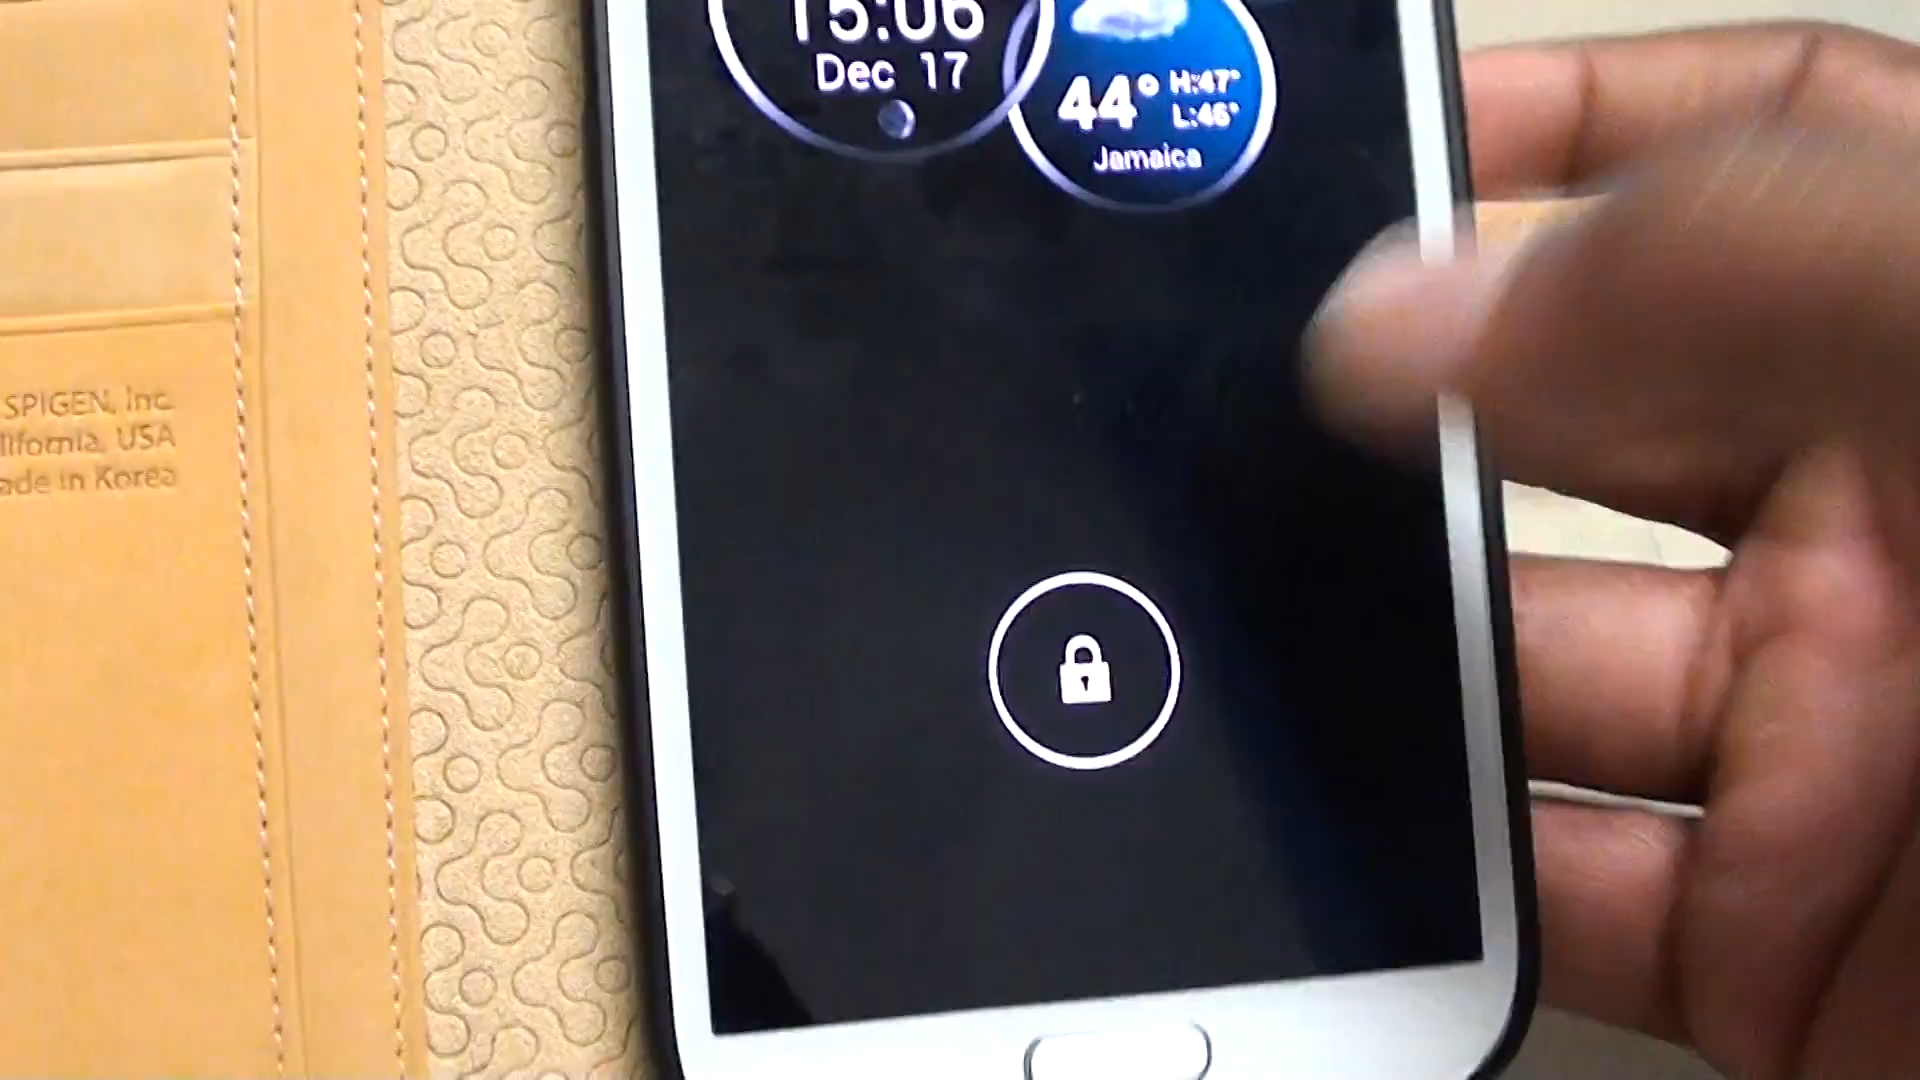 15:06
Dec 17
44° H:47°
L:46°
Jamaica
SPIGEN, Inc.
lifornia, USA
ade in Korea